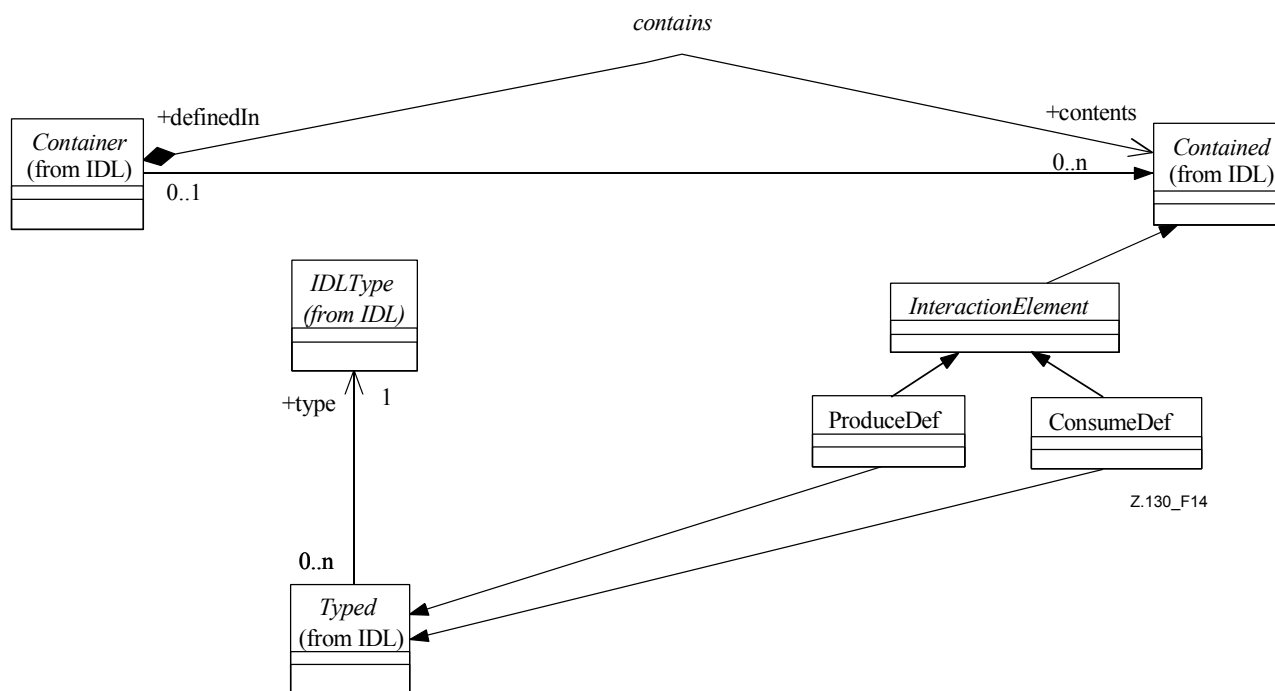 contains
+definedIn
+contents
Container
(from IDL)
Contained
(from IDL)
0..1
0..n
IDLType
(from IDL)
InteractionElement
+type
1
ProduceDef
ConsumeDef
Z.130_F14
0..n
Typed
(from IDL)